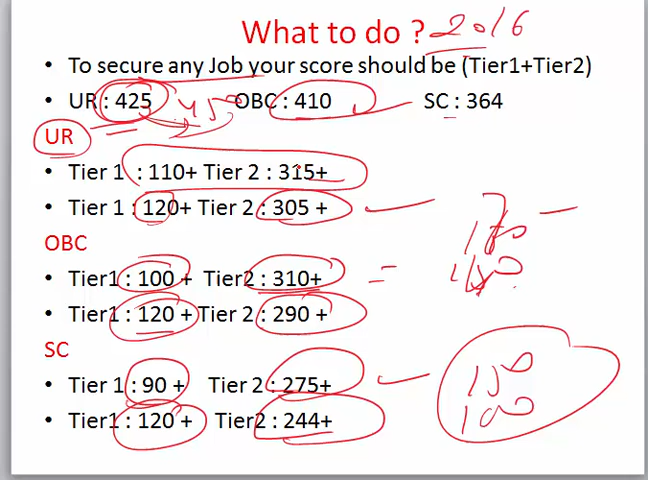 What to do ? 2016
• To secure any Job your score should be (Tier1+Tier2)
• UR : 425 450 OBC : 410 SC : 364
UR
• Tier 1 : 110+ Tier 2 : 315+
• Tier 1 : 120+ Tier 2 : 305 +
OBC
• Tier1 : 100 + Tier2 : 310+
• Tier1 : 120 + Tier 2 : 290 +
SC
• Tier 1 : 90 + Tier 2 : 275+
• Tier1 : 120 + Tier2 : 244+